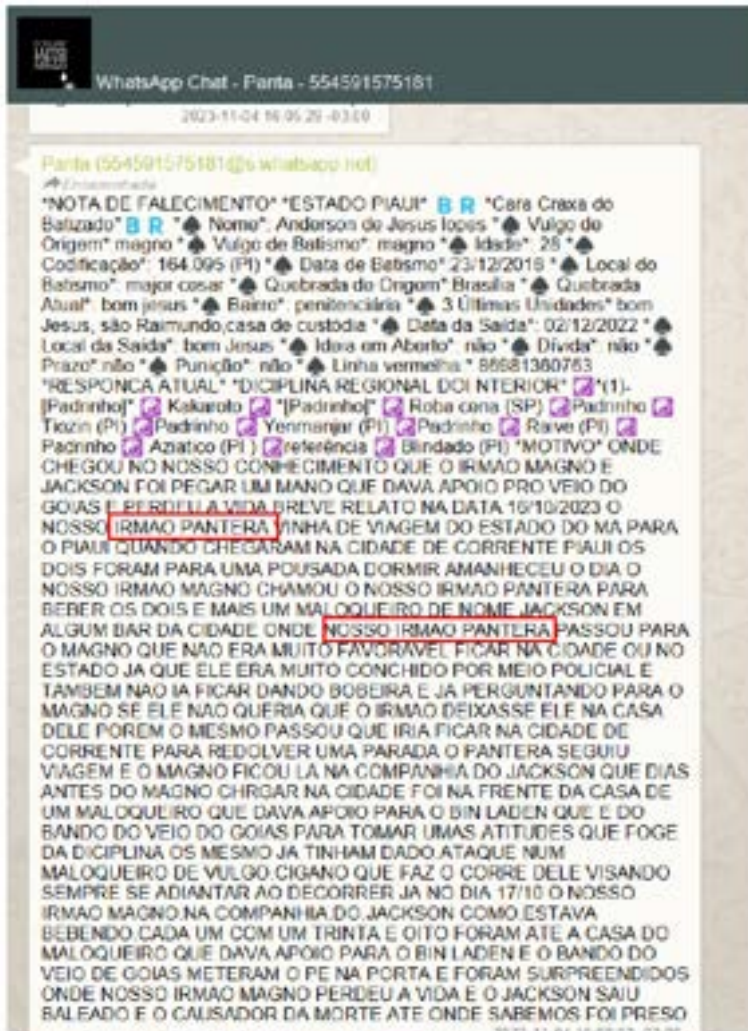 WhatsApp Chat - Panta - 554591575181
2023-11-04 16:05:29 -03:00
Panta (554591575181@s.whatsapp.net)
Encaminhada
*NOTA DE FALECIMENTO* *ESTADO PIAUI* 🇧 🇷 *Cara Craxa do
Batizado* 🇧 🇷 *♠ Nome*: Anderson de Jesus lopes *♠ Vulgo de
Origem* magno *♠ Vulgo de Batismo*: magno *♠ Idade*: 28 *♠
Codificação*: 164.095 (PI) *♠ Data de Batismo* 23/12/2016 *♠ Local do
Batismo*: major cesar *♠ Quebrada de Origem* Brasilia *♠ Quebrada
Atual*: bom jesus *♠ Bairro*: penitenciária *♠ 3 Últimas Unidades* bom
Jesus, são Raimundo,casa de custódia *♠ Data da Saída*: 02/12/2022 *♠
Local da Saída*: bom Jesus *♠ Ideia em Aberto*: não *♠ Dívida*: não *♠
Prazo*:não *♠ Punição*: não *♠ Linha vermelha:* 86981360763
*RESPONCA ATUAL* *DICIPLINA REGIONAL DOI NTERIOR* *(1)-
[Padrinho]* Kakaroto *[Padrinho]* Roba cena (SP) Padrinho
Tiozin (PI) Padrinho Yenmanjar (PI) Padrinho Raive (PI)
Padrinho Aziatico (PI ) referência Blindado (PI) *MOTIVO* ONDE
CHEGOU NO NOSSO CONHECIMENTO QUE O IRMAO MAGNO E
JACKSON FOI PEGAR UM MANO QUE DAVA APOIO PRO VEIO DO
GOIAS E PERDEU A VIDA BREVE RELATO NA DATA 16/10/2023 O
NOSSO IRMAO PANTERA VINHA DE VIAGEM DO ESTADO DO MA PARA
O PIAUI QUANDO CHEGARAM NA CIDADE DE CORRENTE PIAUI OS
DOIS FORAM PARA UMA POUSADA DORMIR AMANHECEU O DIA O
NOSSO IRMAO MAGNO CHAMOU O NOSSO IRMAO PANTERA PARA
BEBER OS DOIS E MAIS UM MALOQUEIRO DE NOME JACKSON EM
ALGUM BAR DA CIDADE ONDE NOSSO IRMAO PANTERA PASSOU PARA
O MAGNO QUE NAO ERA MUITO FAVORAVEL FICAR NA CIDADE OU NO
ESTADO JA QUE ELE ERA MUITO CONCHIDO POR MEIO POLICIAL E
TAMBEM NAO IA FICAR DANDO BOBEIRA E JA PERGUNTANDO PARA O
MAGNO SE ELE NAO QUERIA QUE O IRMAO DEIXASSE ELE NA CASA
DELE POREM O MESMO PASSOU QUE IRIA FICAR NA CIDADE DE
CORRENTE PARA REDOLVER UMA PARADA O PANTERA SEGUIU
VIAGEM E O MAGNO FICOU LA NA COMPANHIA DO JACKSON QUE DIAS
ANTES DO MAGNO CHRGAR NA CIDADE FOI NA FRENTE DA CASA DE
UM MALOQUEIRO QUE DAVA APOIO PARA O BIN LADEN QUE E DO
BANDO DO VEIO DO GOIAS PARA TOMAR UMAS ATITUDES QUE FOGE
DA DICIPLINA OS MESMO JA TINHAM DADO.ATAQUE NUM
MALOQUEIRO DE VULGO.CIGANO QUE FAZ O CORRE DELE VISANDO
SEMPRE SE ADIANTAR AO DECORRER JA NO DIA 17/10 O NOSSO
IRMAO MAGNO.NA COMPANHIA.DO.JACKSON COMO.ESTAVA
BEBENDO.CADA UM COM UM TRINTA E OITO FORAM ATE A CASA DO
MALOQUEIRO QUE DAVA APOIO PARA O BIN LADEN E O BANDO DO
VEIO DE GOIAS METERAM O PE NA PORTA E FORAM SURPREENDIDOS
ONDE NOSSO IRMAO MAGNO PERDEU A VIDA E O JACKSON SAIU
BALEADO E O CAUSADOR DA MORTE ATE ONDE SABEMOS FOI PRESO